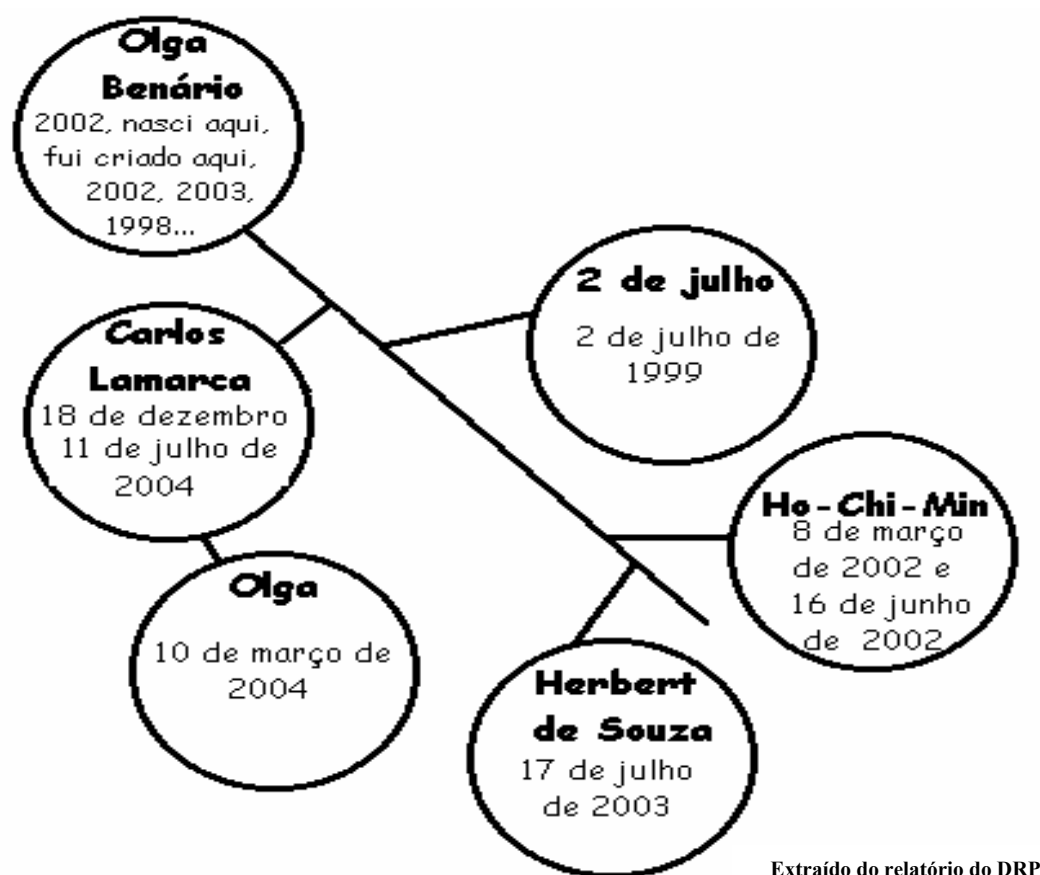 Olga
Benário
2002, nasci aqui,
fui criado aqui,
2002, 2003,
1998...
2 de julho
2 de julho de
1999
Carlos
Lamarca
18 de dezembro
11 de julho de
2004
Ho-Chi-Min
8 de março
de 2002 e
16 de junho
de 2002
Olga
10 de março de
2004
Herbert
de Souza
17 de julho
de 2003
Extraído do relatório do DRP